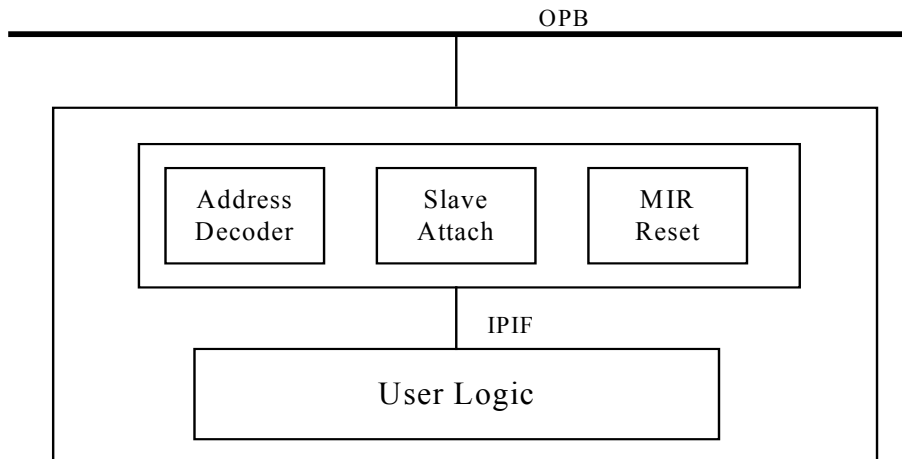 OPB
Address
Decoder
Slave
Attach
MIR
Reset
IPIF
User Logic